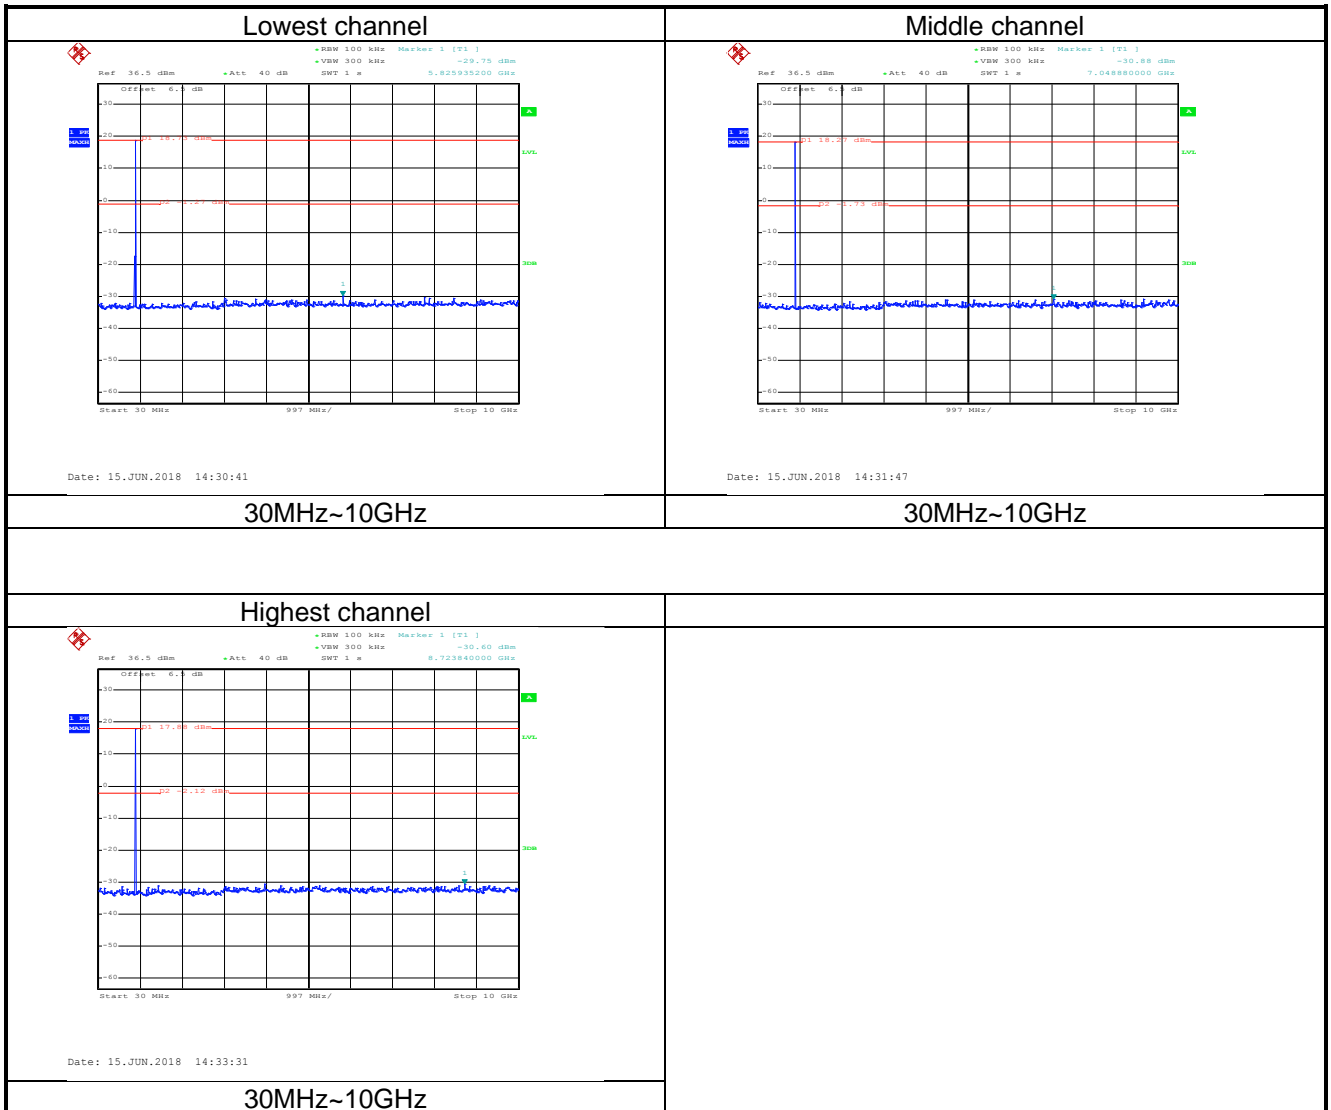 Lowest channel
Middle channel
*RBW 100 kHz Marker 1 [T1 ]
*VBW 300 kHz -29.75 dBm
Ref 36.5 dBm *Att 40 dB SWT 1 s 5.825935200 GHz
Offset 6.5 dB
A
30
1 PK
MAXH
20
D1 18.73 dBm
LVL
10
0
D2 -1.27 dBm
-10
-20
3DB
1
-30
-40
-50
-60
Start 30 MHz 997 MHz/ Stop 10 GHz
Date: 15.JUN.2018 14:30:41
*RBW 100 kHz Marker 1 [T1 ]
*VBW 300 kHz -30.88 dBm
Ref 36.5 dBm *Att 40 dB SWT 1 s 7.048880000 GHz
Offset 6.5 dB
A
30
1 PK
MAXH
20
D1 18.27 dBm
LVL
10
0
D2 -1.73 dBm
-10
-20
3DB
1
-30
-40
-50
-60
Start 30 MHz 997 MHz/ Stop 10 GHz
Date: 15.JUN.2018 14:31:47
30MHz~10GHz
30MHz~10GHz
Highest channel
*RBW 100 kHz Marker 1 [T1 ]
*VBW 300 kHz -30.60 dBm
Ref 36.5 dBm *Att 40 dB SWT 1 s 8.723840000 GHz
Offset 6.5 dB
A
30
1 PK
MAXH
20
D1 17.88 dBm
LVL
10
0
D2 -2.12 dBm
-10
-20
3DB
1
-30
-40
-50
-60
Start 30 MHz 997 MHz/ Stop 10 GHz
Date: 15.JUN.2018 14:33:31
30MHz~10GHz